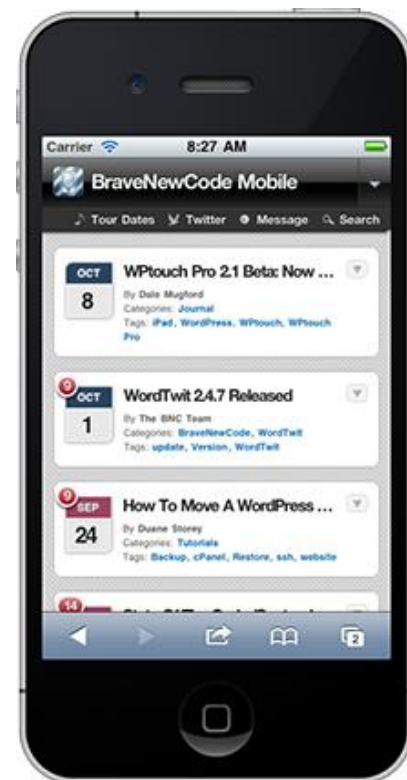 Carrier 8:27 AM
BraveNewCode Mobile
Tour Dates Twitter Message Search
OCT
8
WPtouch Pro 2.1 Beta: Now ...
By Dale Mugford
Categories: Journal
Tags: iPad, WordPress, WPtouch, WPtouch
Pro
9
OCT
1
WordTwit 2.4.7 Released
By The BNC Team
Categories: BraveNewCode, WordTwit
Tags: update, Version, WordTwit
9
SEP
24
How To Move A WordPress ...
By Duane Storey
Categories: Tutorials
Tags: Backup, cPanel, Restore, ssh, website
14
2